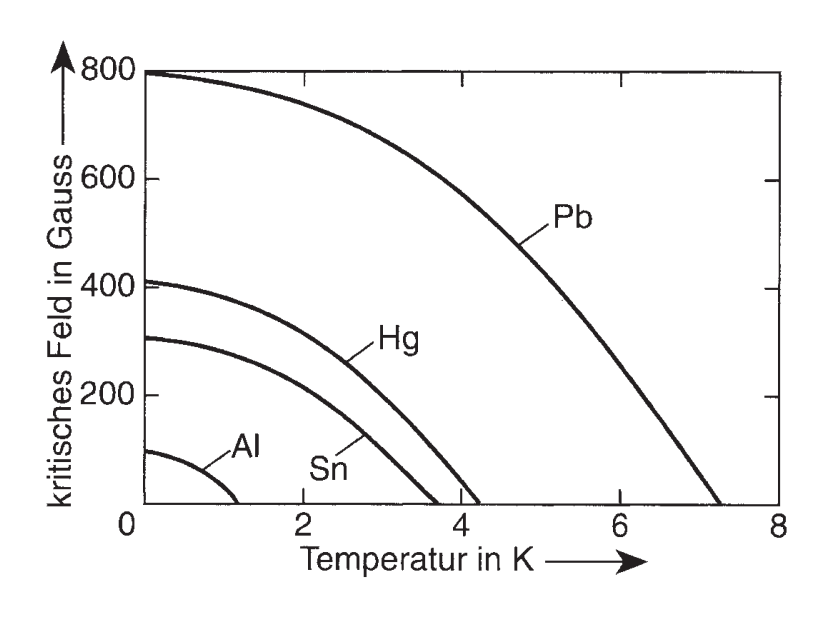 kritisches Feld in Gauss
800
600
400
200
0
Pb
Hg
Sn
Al
2
4
6
8
Temperatur in K